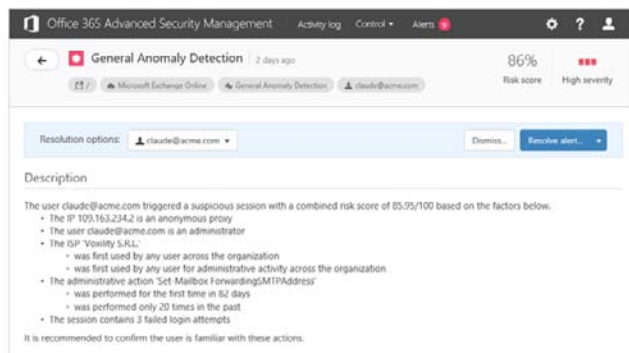 Office 365 Advanced Security Management Activity log Control Alerts
General Anomaly Detection 2 days ago 86%
Risk score High severity
Microsoft Exchange Online General Anomaly Detection claude@acme.com
Resolution options: claude@acme.com Dismiss... Resolve alert...
Description
The user claude@acme.com triggered a suspicious session with a combined risk score of 85.95/100 based on the factors below.
• The IP 109.163.234.2 is an anonymous proxy
• The user claude@acme.com is an administrator
• The ISP 'Voxility S.R.L.'
• was first used by any user across the organization
• was first used by any user for administrative activity across the organization
• The administrative action 'Set-Mailbox ForwardingSMTPAddress'
• was performed for the first time in 82 days
• was performed only 20 times in the past
• The session contains 3 failed login attempts
It is recommended to confirm the user is familiar with these actions.